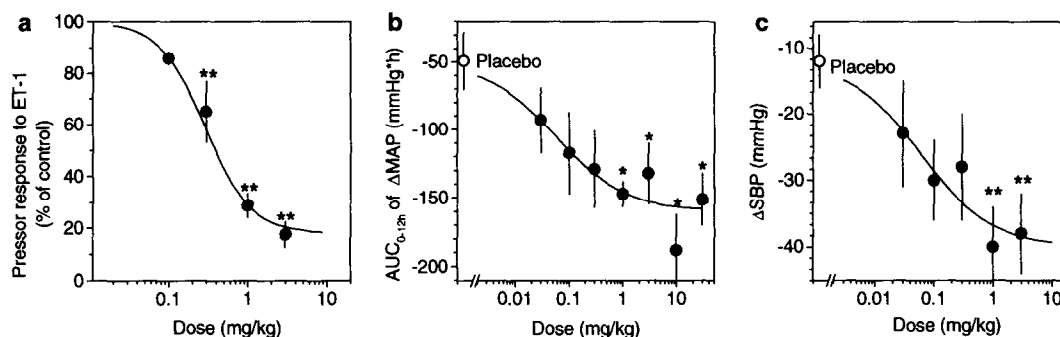 a
Pressor response to ET-1
(% of control)
100
80
60
40
20
0
**
**
**
0.1
1
10
Dose (mg/kg)
b
AUC0-12h of ΔMAP (mmHg*h)
-50
-100
-150
-200
Placebo
*
*
*
*
0.01
0.1
1
10
Dose (mg/kg)
c
ΔSBP (mmHg)
-10
-20
-30
-40
Placebo
**
**
0.01
0.1
1
10
Dose (mg/kg)